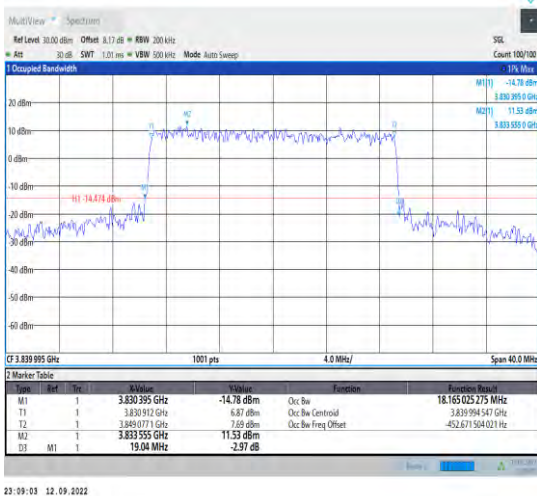 MultiView Spectrum
Ref Level 30.00 dBm Offset 8.17 dB RBW 200 kHz SGL
Att 30 dB SWT 1.01 ms VBW 500 kHz Mode Auto Sweep Count 100/100
1 Occupied Bandwidth 1Pk Max
M1[1] -14.78 dBm
3.830 395 0 GHz
M2[1] 11.53 dBm
3.833 555 0 GHz
20 dBm
M2
T1
10 dBm
0 dBm
-10 dBm
M1
H1 -14.474 dBm
-20 dBm
-30 dBm
-40 dBm
-50 dBm
-60 dBm
CF 3.839 995 GHz 1001 pts 4.0 MHz/ Span 40.0 MHz
2 Marker Table
Type Ref Trc X-Value Y-Value Function Function Result
M1 1 3.830 395 GHz -14.78 dBm Occ Bw 18.165 025 275 MHz
T1 1 3.830 912 GHz 6.87 dBm Occ Bw Centroid 3.839 994 547 GHz
T2 1 3.849 077 1 GHz 7.69 dBm Occ Bw Freq Offset -452.671 504 021 Hz
M2 1 3.833 555 GHz 11.53 dBm
D3 M1 1 19.04 MHz -2.97 dB
23:09:03 12.09.2022